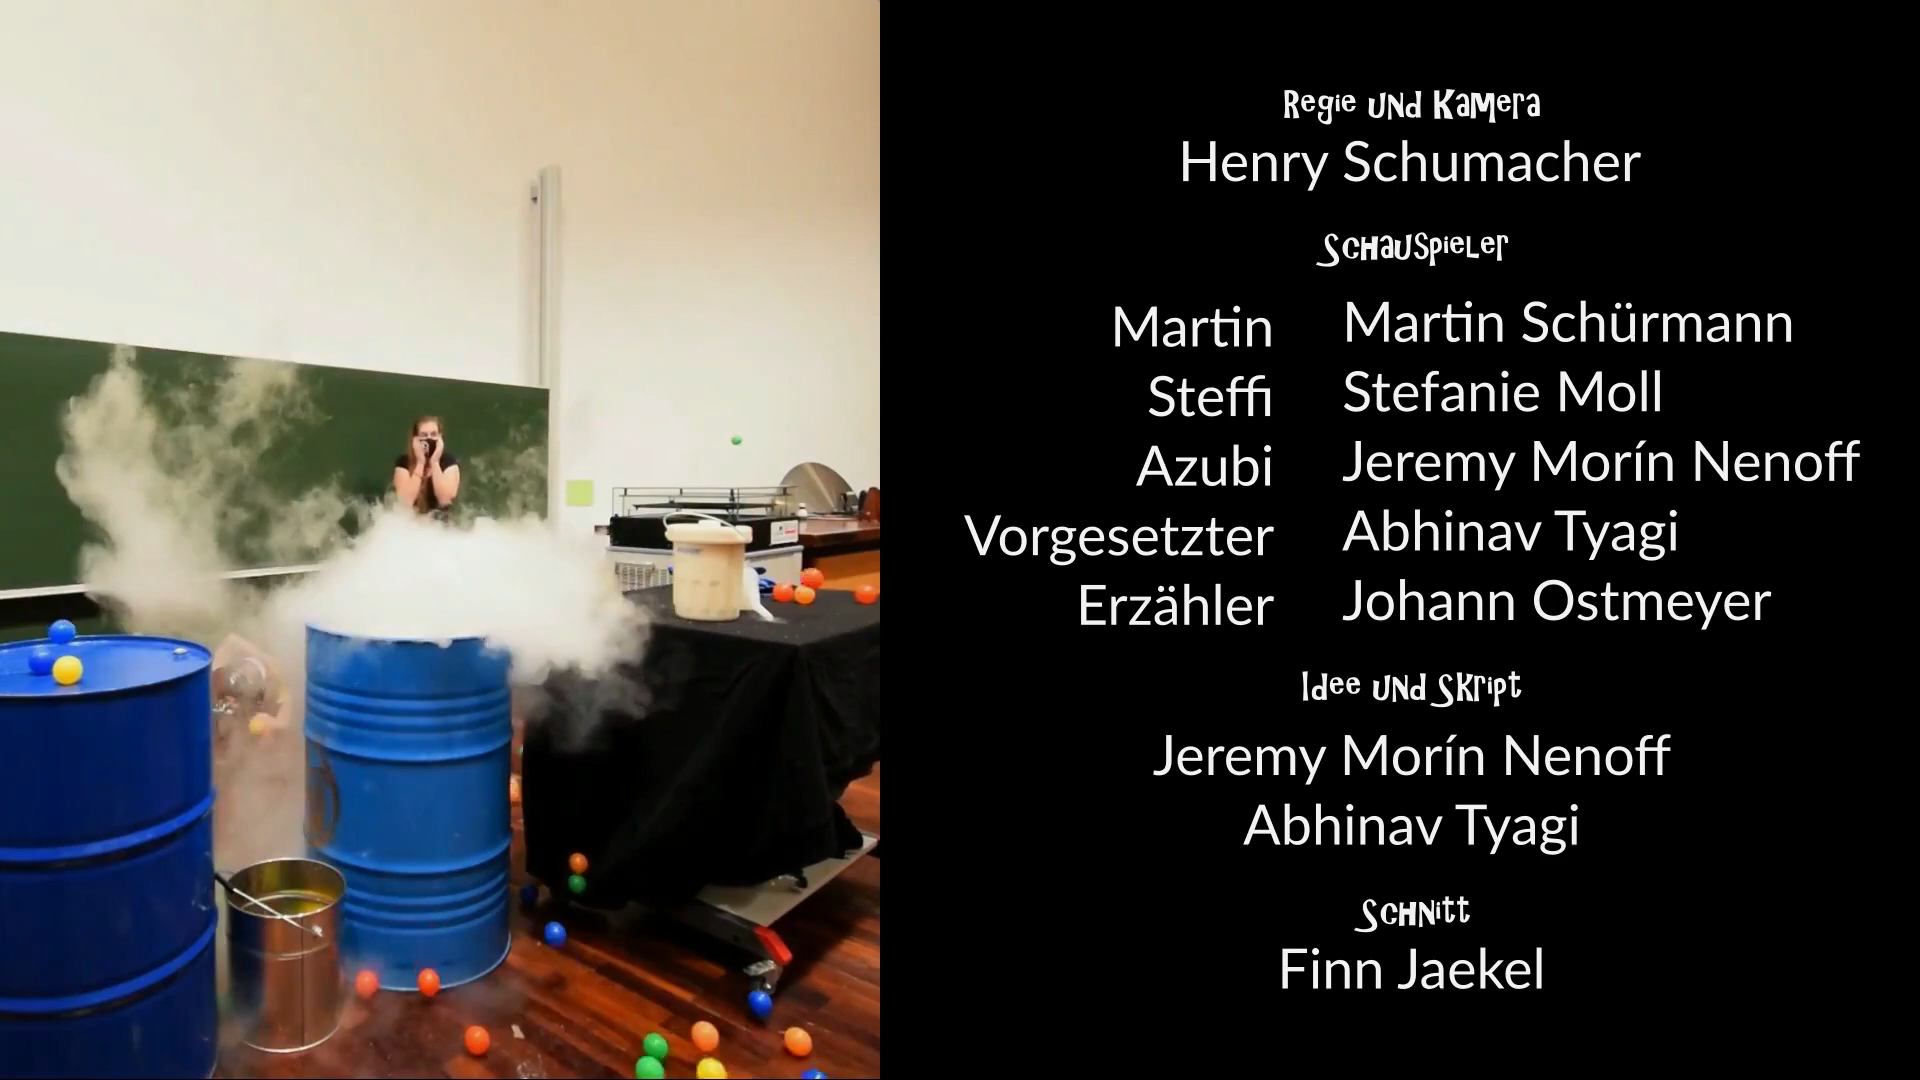 Regie und Kamera
Henry Schumacher
Schauspieler
Martin Martin Schürmann
Steffi Stefanie Moll
Azubi Jeremy Morín Nenoff
Vorgesetzter Abhinav Tyagi
Erzähler Johann Ostmeyer
Idee und Skript
Jeremy Morín Nenoff
Abhinav Tyagi
Schnitt
Finn Jaekel